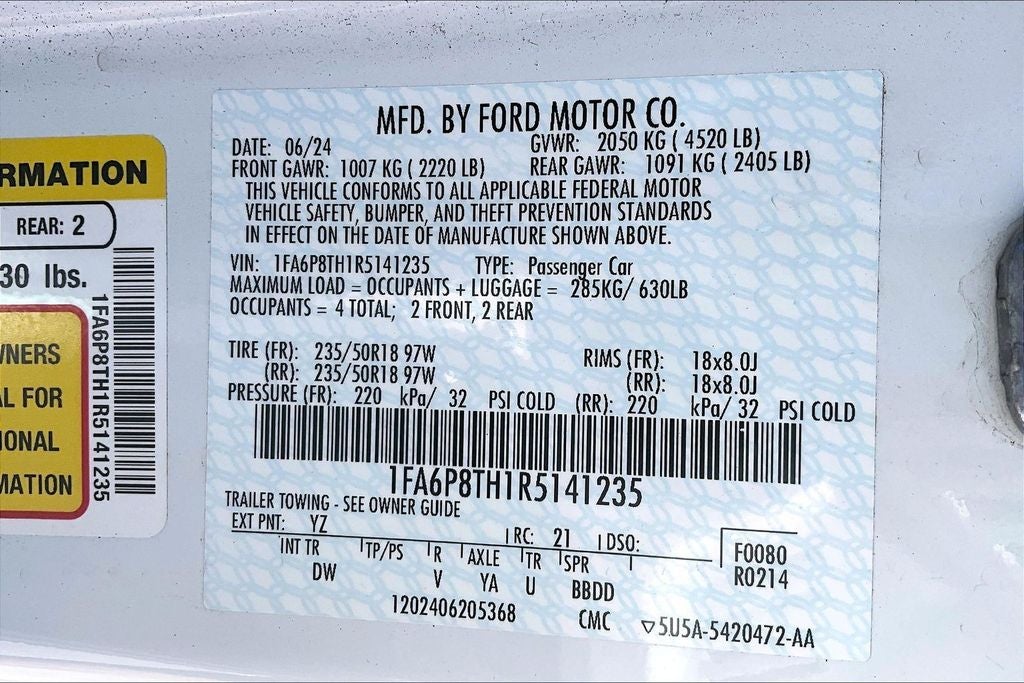 RMATION
REAR: 2
30 lbs.
WNERS
AL FOR
IONAL
MATION
1FA6P8TH1R5141235
MFD. BY FORD MOTOR CO.
DATE: 06/24 GVWR: 2050 KG ( 4520 LB)
FRONT GAWR: 1007 KG ( 2220 LB) REAR GAWR: 1091 KG ( 2405 LB)
THIS VEHICLE CONFORMS TO ALL APPLICABLE FEDERAL MOTOR
VEHICLE SAFETY, BUMPER, AND THEFT PREVENTION STANDARDS
IN EFFECT ON THE DATE OF MANUFACTURE SHOWN ABOVE.
VIN: 1FA6P8TH1R5141235 TYPE: Passenger Car
MAXIMUM LOAD = OCCUPANTS + LUGGAGE = 285KG/ 630LB
OCCUPANTS = 4 TOTAL; 2 FRONT, 2 REAR
TIRE (FR): 235/50R18 97W RIMS (FR): 18x8.0J
(RR): 235/50R18 97W (RR): 18x8.0J
PRESSURE (FR): 220 kPa/ 32 PSI COLD (RR): 220 kPa/ 32 PSI COLD
1FA6P8TH1R5141235
TRAILER TOWING - SEE OWNER GUIDE
EXT PNT: YZ RC: 21 DSO: F0080
INT TR TP/PS R AXLE TR SPR R0214
DW V YA U BBDD
1202406205368 CMC ▽5U5A-5420472-AA